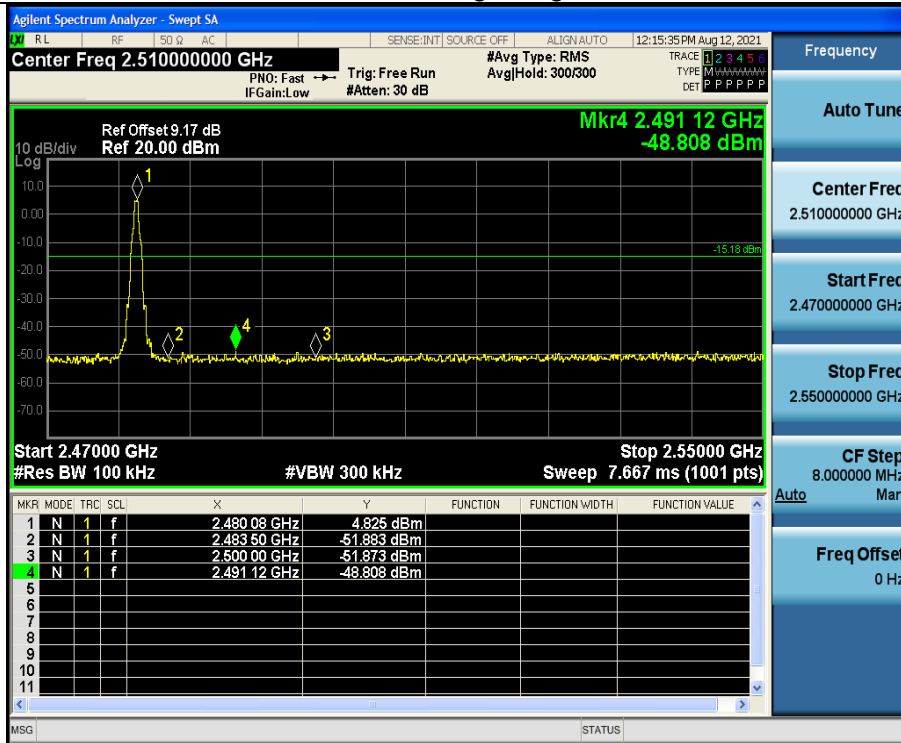 Agilent Spectrum Analyzer - Swept SA
LXI RL RF 50 Ω AC SENSE:INT SOURCE OFF ALIGNAUTO 12:15:35 PM Aug 12, 2021
Center Freq 2.510000000 GHz
PNO: Fast
IFGain:Low
Trig: Free Run
#Atten: 30 dB
#Avg Type: RMS
Avg|Hold: 300/300
TRACE 1 2 3 4 5 6
TYPE M
DET P P P P P P
Ref Offset 9.17 dB
10 dB/div Ref 20.00 dBm
Log
Mkr4 2.491 12 GHz
-48.808 dBm
10.0
0.00
-10.0
-20.0
-30.0
-40.0
-50.0
-60.0
-70.0
1
2
4
3
-15.18 dBm
Start 2.47000 GHz Stop 2.55000 GHz
#Res BW 100 kHz #VBW 300 kHz Sweep 7.667 ms (1001 pts)
MKR MODE TRC SCL X Y FUNCTION FUNCTION WIDTH FUNCTION VALUE
1 N 1 f 2.480 08 GHz 4.825 dBm
2 N 1 f 2.483 50 GHz -51.883 dBm
3 N 1 f 2.500 00 GHz -51.873 dBm
4 N 1 f 2.491 12 GHz -48.808 dBm
5
6
7
8
9
10
11
MSG STATUS
Frequency
Auto Tune
Center Freq
2.510000000 GHz
Start Freq
2.470000000 GHz
Stop Freq
2.550000000 GHz
CF Step
8.000000 MHz
Auto Man
Freq Offset
0 Hz